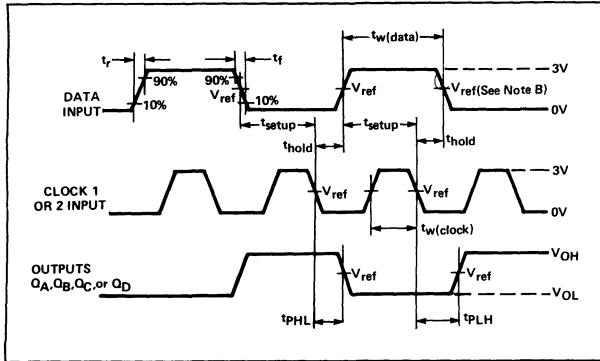 tw(data)
tr
tf
90%
90%
3V
DATA
INPUT
10%
Vref
10%
Vref
Vref(See Note B)
0V
tsetup
tsetup
thold
thold
CLOCK 1
OR 2 INPUT
Vref
Vref
3V
0V
tw(clock)
OUTPUTS
QA,QB,QC,or QD
Vref
Vref
VOH
VOL
tPHL
tPLH